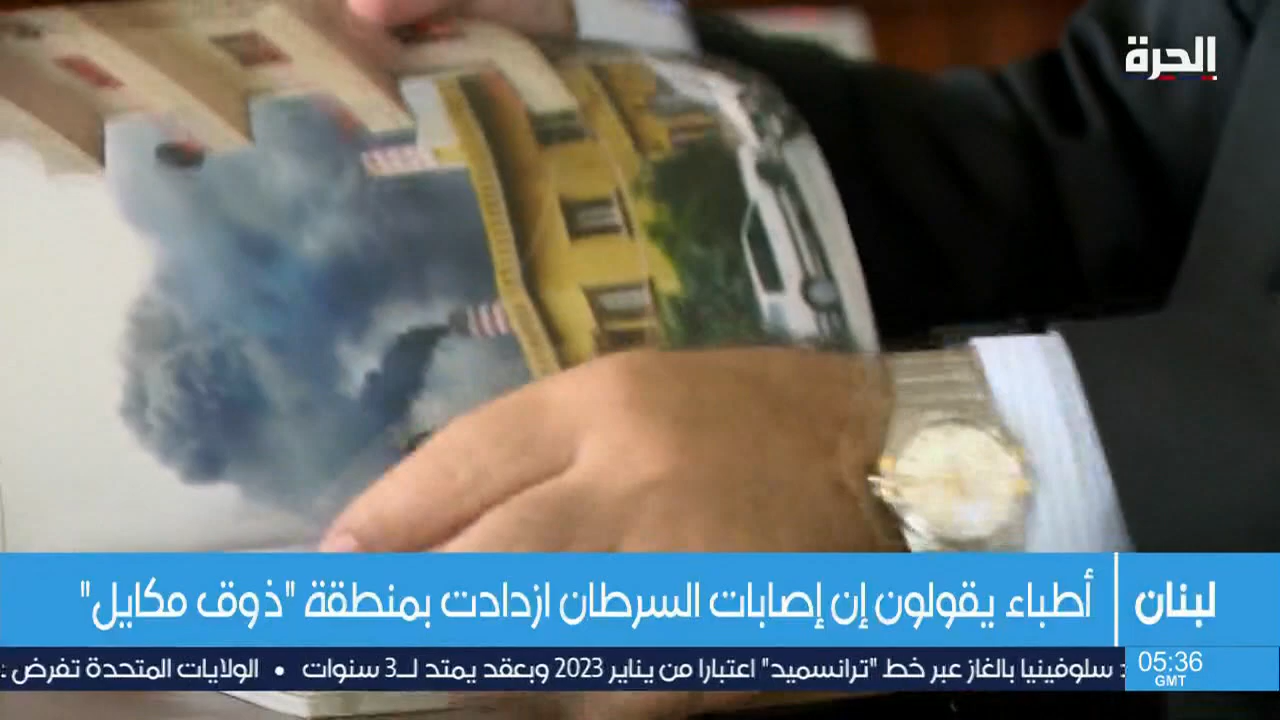 الحرة
لبنان
أطباء يقولون إن إصابات السرطان ازدادت بمنطقة "ذوق مكايل"
سلوفينيا بالغاز عبر خط "ترانسميد" اعتبارا من يناير 2023 وبعقد يمتد لـ3 سنوات • الولايات المتحدة تفرض
05:36
GMT